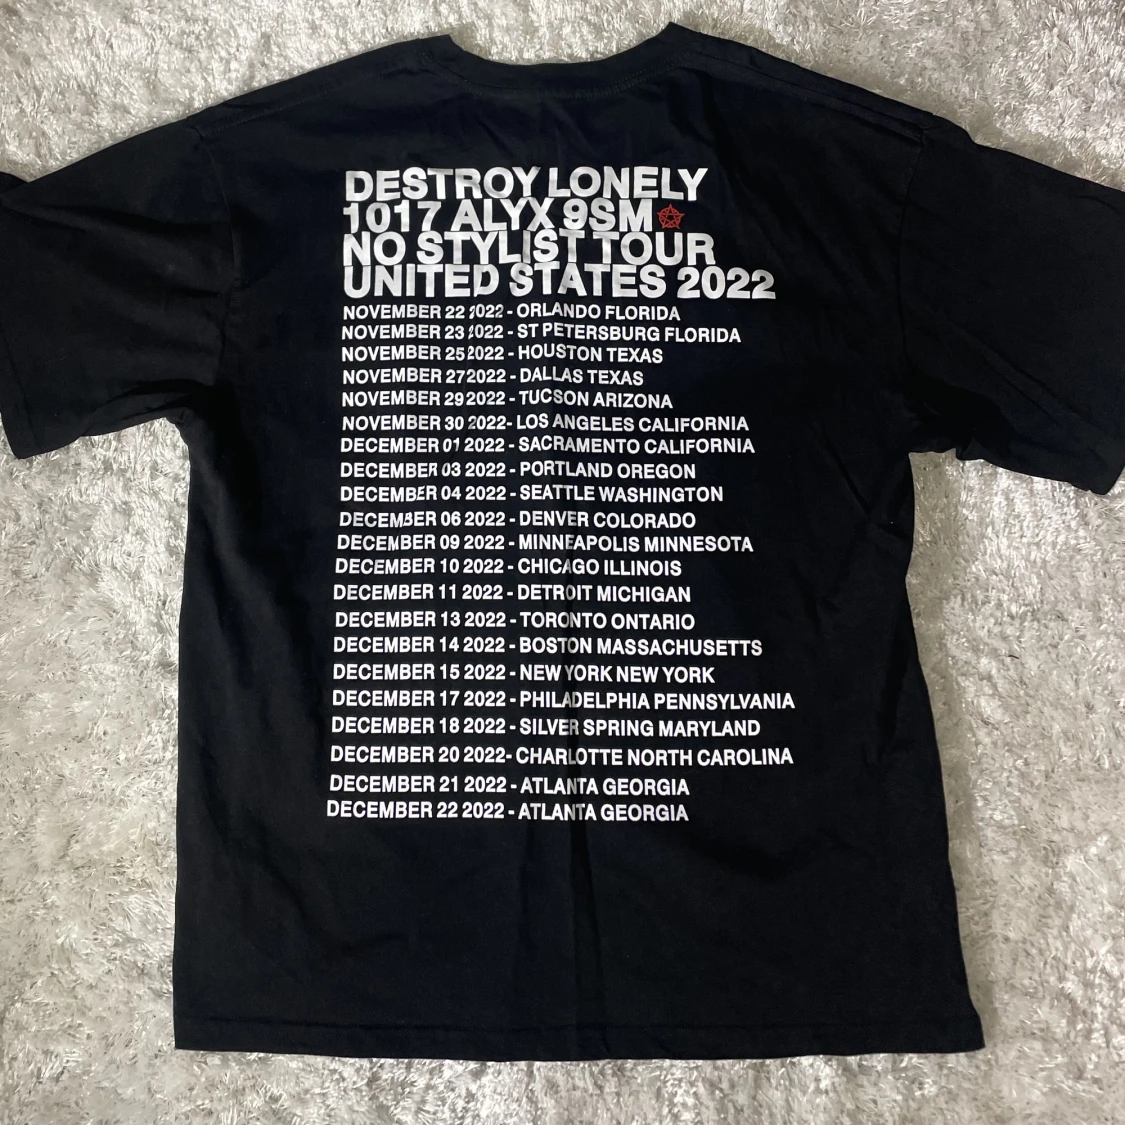 DESTROY LONELY
1017 ALYX 9SM
NO STYLIST TOUR
UNITED STATES 2022
NOVEMBER 22 2022 - ORLANDO FLORIDA
NOVEMBER 23 2022 - ST PETERSBURG FLORIDA
NOVEMBER 25 2022 - HOUSTON TEXAS
NOVEMBER 27 2022 - DALLAS TEXAS
NOVEMBER 29 2022 - TUCSON ARIZONA
NOVEMBER 30 2022- LOS ANGELES CALIFORNIA
DECEMBER 01 2022 - SACRAMENTO CALIFORNIA
DECEMBER 03 2022 - PORTLAND OREGON
DECEMBER 04 2022 - SEATTLE WASHINGTON
DECEMBER 06 2022 - DENVER COLORADO
DECEMBER 09 2022 - MINNEAPOLIS MINNESOTA
DECEMBER 10 2022 - CHICAGO ILLINOIS
DECEMBER 11 2022 - DETROIT MICHIGAN
DECEMBER 13 2022 - TORONTO ONTARIO
DECEMBER 14 2022 - BOSTON MASSACHUSETTS
DECEMBER 15 2022 - NEW YORK NEW YORK
DECEMBER 17 2022 - PHILADELPHIA PENNSYLVANIA
DECEMBER 18 2022 - SILVER SPRING MARYLAND
DECEMBER 20 2022- CHARLOTTE NORTH CAROLINA
DECEMBER 21 2022 - ATLANTA GEORGIA
DECEMBER 22 2022 - ATLANTA GEORGIA